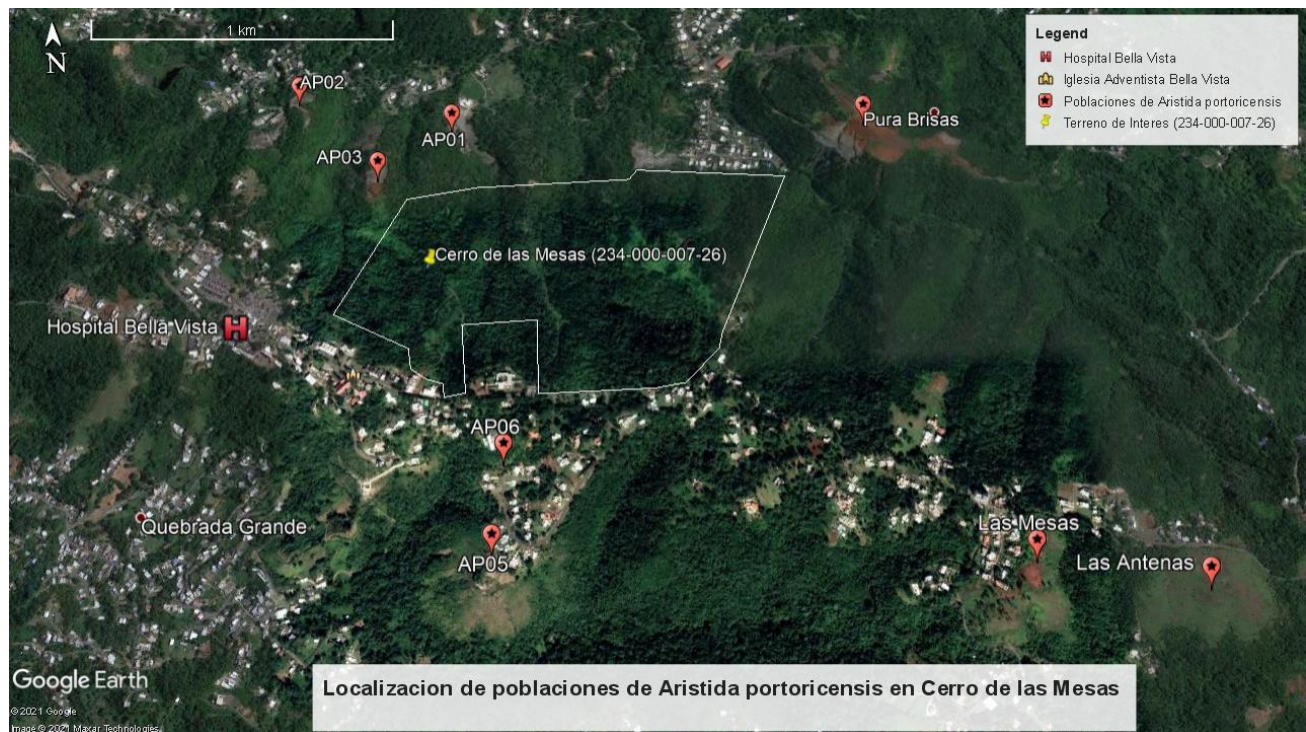 1 km
N
Legend
Hospital Bella Vista
Iglesia Adventista Bella Vista
Poblaciones de Aristida portoricensis
Terreno de Interes (234-000-007-26)
AP02
AP01
Pura Brisas
AP03
Cerro de las Mesas (234-000-007-26)
Hospital Bella Vista H
AP06
Quebrada Grande
Las Mesas
AP05
Las Antenas
Google Earth
Localizacion de poblaciones de Aristida portoricensis en Cerro de las Mesas
© 2021 Google
Image © 2021 Maxar Technologies